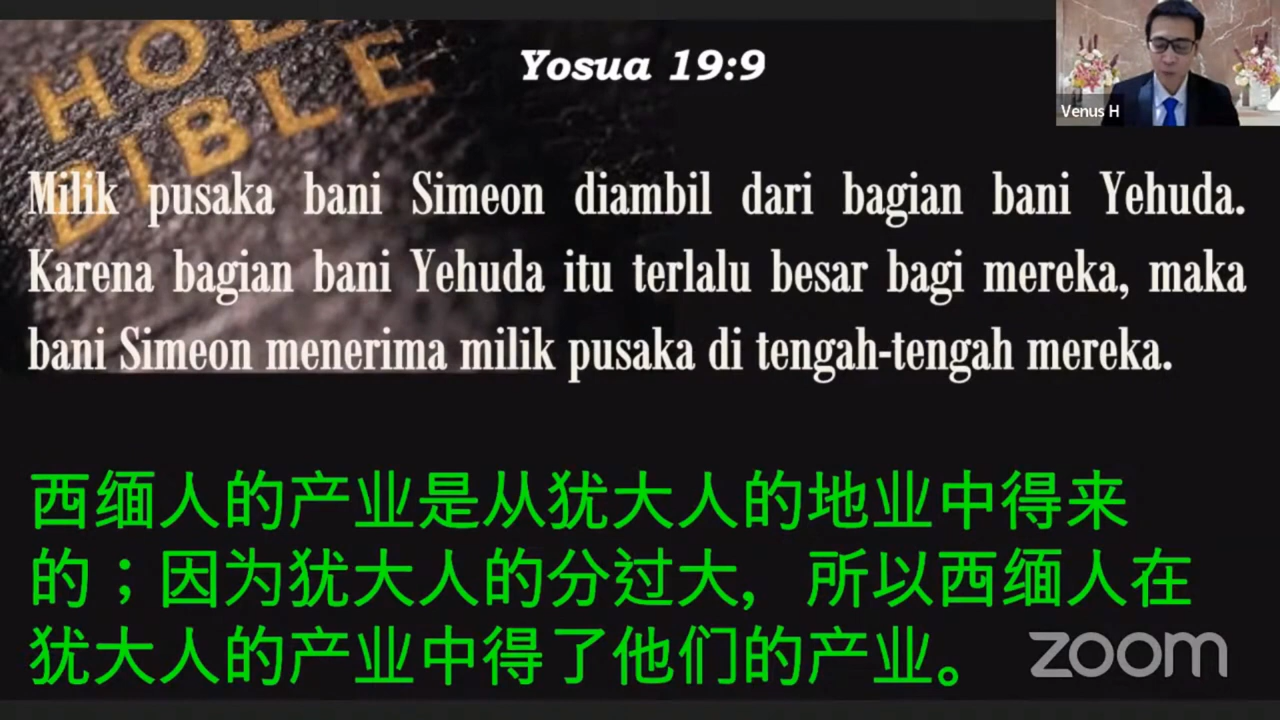 HOLY
BIBLE
Yosua 19:9
Venus H
Milik pusaka bani Simeon diambil dari bagian bani Yehuda.
Karena bagian bani Yehuda itu terlalu besar bagi mereka, maka
bani Simeon menerima milik pusaka di tengah-tengah mereka.
西缅人的产业是从犹大人的地业中得来
的；因为犹大人的分过大，所以西缅人在
犹大人的产业中得了他们的产业。
zoom